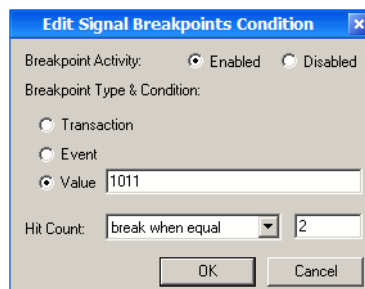 Edit Signal Breakpoints Condition
Breakpoint Activity: Enabled Disabled
Breakpoint Type & Condition:
Transaction
Event
Value 1011
Hit Count: break when equal 2
OK Cancel